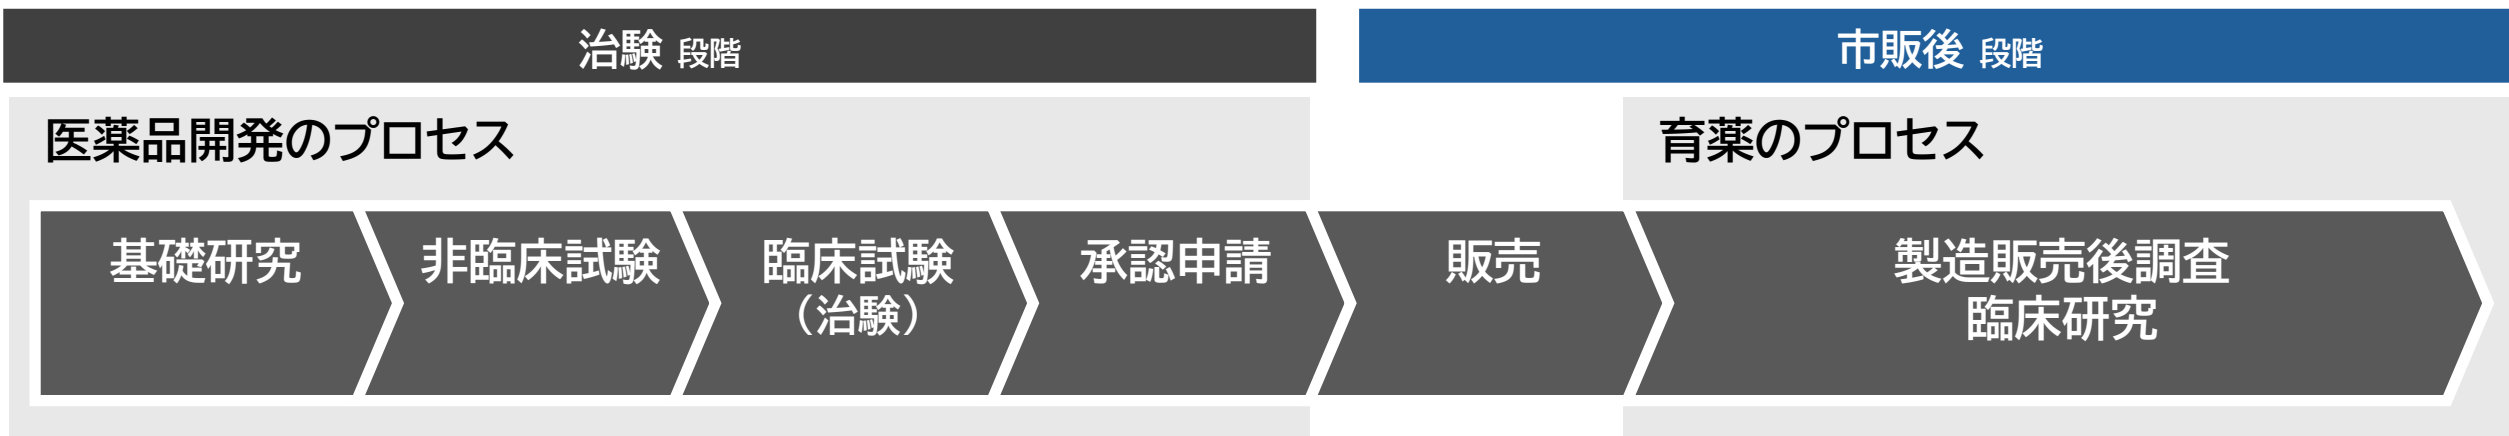 治験 段階
市販後 段階
医薬品開発のプロセス
育薬のプロセス
基礎研究
非臨床試験
臨床試験
（治験）
承認申請
販売
製造販売後調査
臨床研究